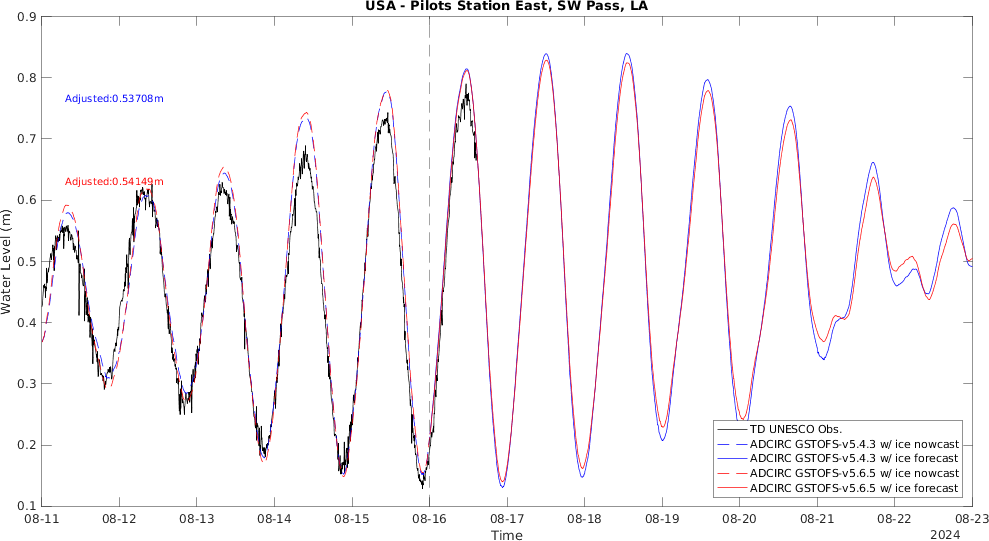 USA - Pilots Station East, SW Pass, LA
0.9
0.8
0.7
0.6
0.5
0.4
0.3
0.2
0.1
Water Level (m)
Adjusted:0.53708m
Adjusted:0.54149m
TD UNESCO Obs.
ADCIRC GSTOFS-v5.4.3 w/ ice nowcast
ADCIRC GSTOFS-v5.4.3 w/ ice forecast
ADCIRC GSTOFS-v5.6.5 w/ ice nowcast
ADCIRC GSTOFS-v5.6.5 w/ ice forecast
08-11 08-12 08-13 08-14 08-15 08-16 08-17 08-18 08-19 08-20 08-21 08-22 08-23
Time
2024